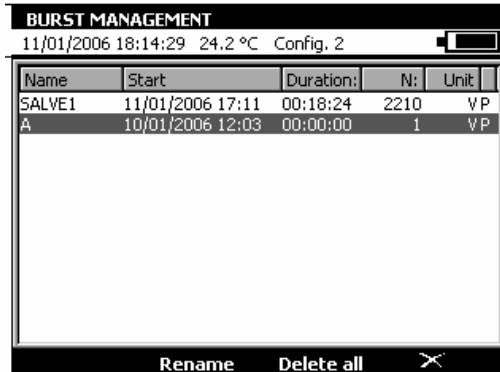 BURST MANAGEMENT
11/01/2006 18:14:29 24.2 °C Config. 2
Name Start Duration: N: Unit
SALVE1 11/01/2006 17:11 00:18:24 2210 VP
A 10/01/2006 12:03 00:00:00 1 VP
Rename Delete all